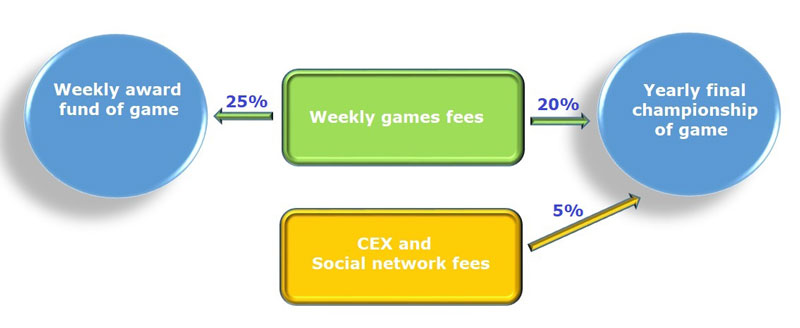 Weekly award
fund of game
25%
Weekly games fees
20%
Yearly final
championship
of game
5%
CEX and
Social network fees